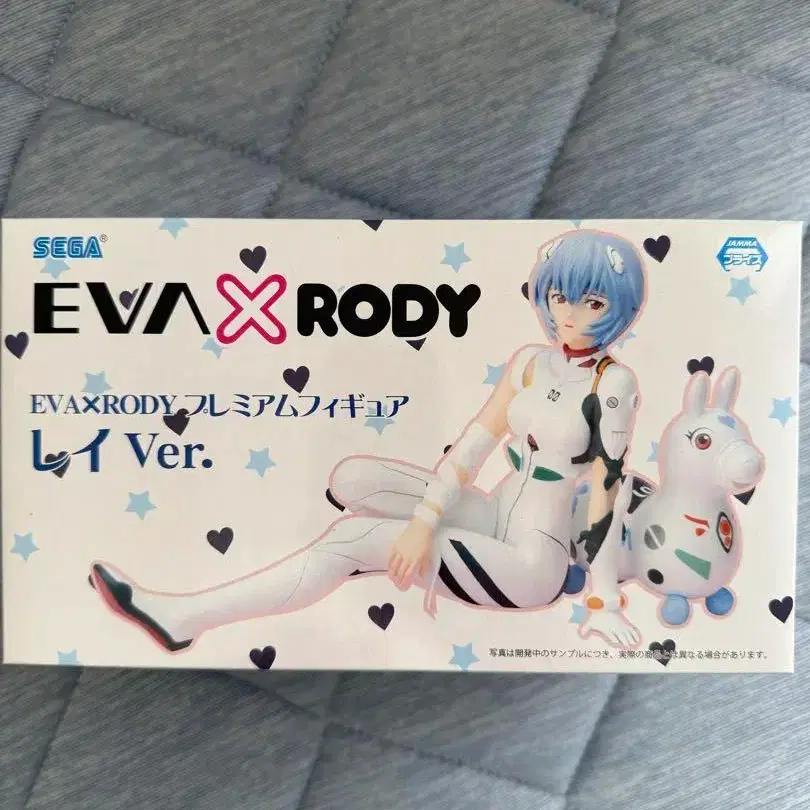 SEGA®
JAMMA
プライズ
EVA×RODY
EVA×RODY プレミアムフィギュア
レイ Ver.
00
写真は開発中のサンプルにつき、実際の商品とは異なる場合があります。